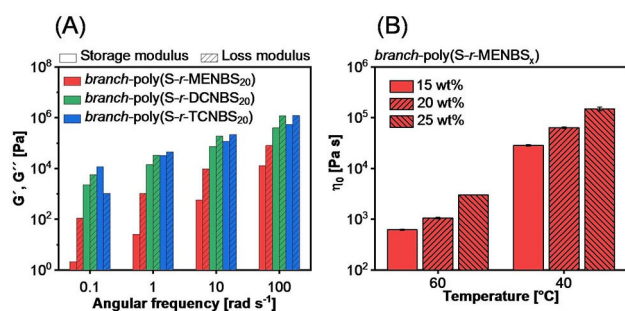 (A)
Storage modulus Loss modulus
branch-poly(S-r-MENBS₂₀)
branch-poly(S-r-DCNBS₂₀)
branch-poly(S-r-TCNBS₂₀)
G′, G′′ [Pa]
10⁸
10⁶
10⁴
10²
10⁰
0.1 1 10 100
Angular frequency [rad s⁻¹]
(B)
branch-poly(S-r-MENBSₓ)
15 wt%
20 wt%
25 wt%
η₀ [Pa s]
10⁶
10⁵
10⁴
10³
10²
60 40
Temperature [°C]